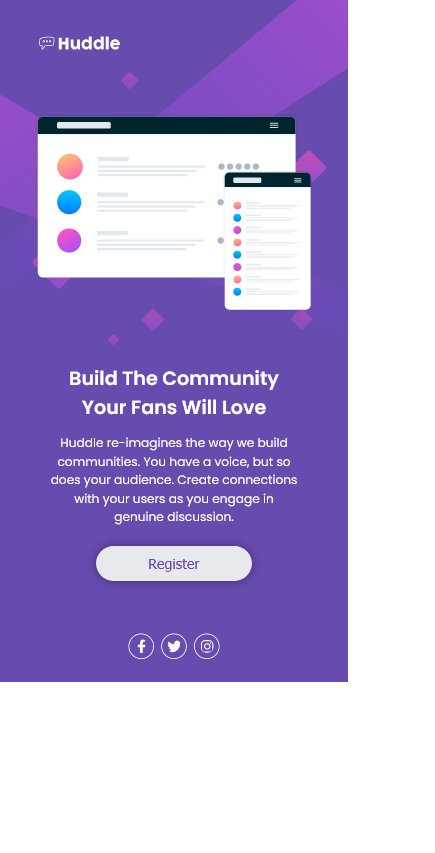 Huddle
Build The Community
Your Fans Will Love
Huddle re-imagines the way we build
communities. You have a voice, but so
does your audience. Create connections
with your users as you engage in
genuine discussion.
Register